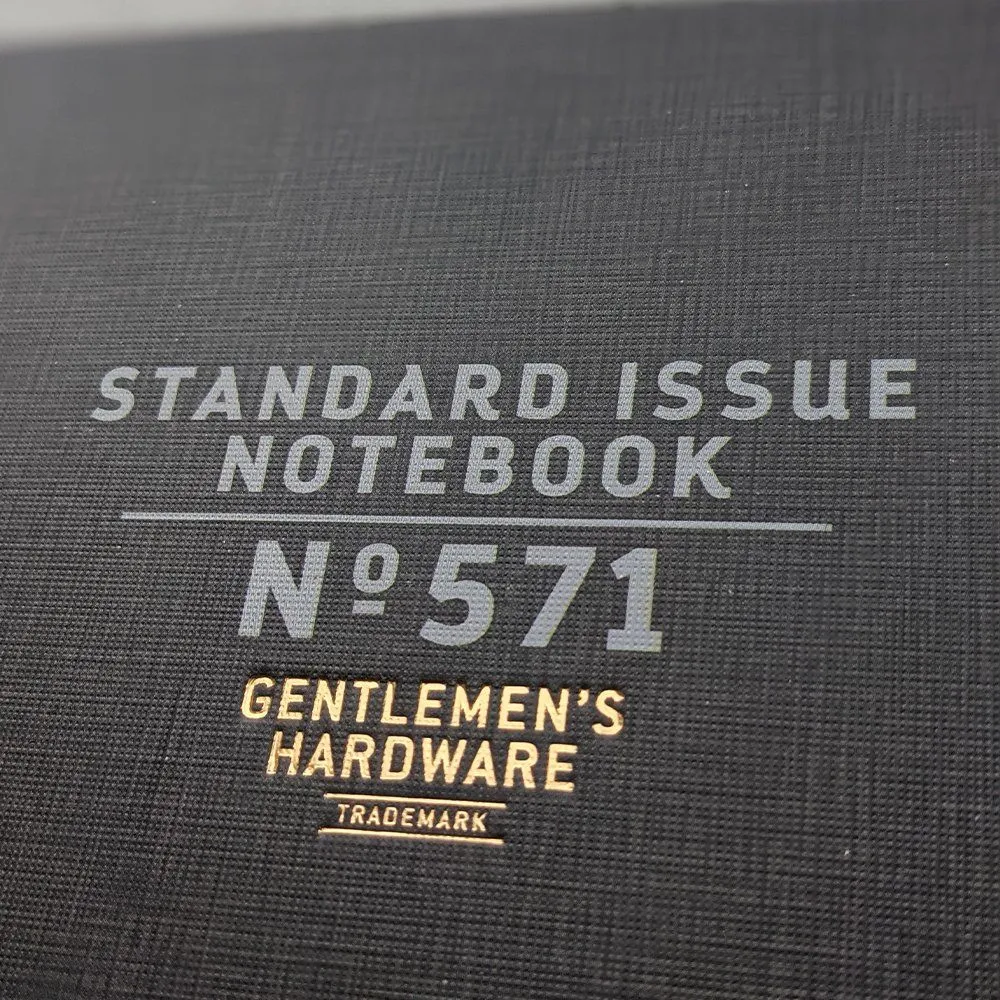 STANDARD ISSUE
NOTEBOOK
Nº571
GENTLEMEN'S
HARDWARE
TRADEMARK